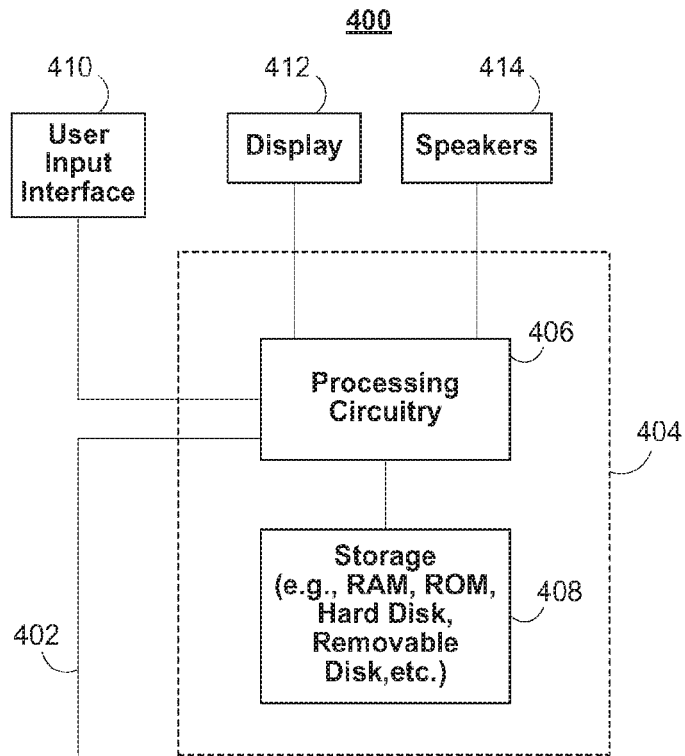 400
410
412
414
User
Input
Interface
Display
Speakers
406
Processing
Circuitry
404
Storage
(e.g., RAM, ROM,
Hard Disk,
Removable
Disk,etc.)
408
402